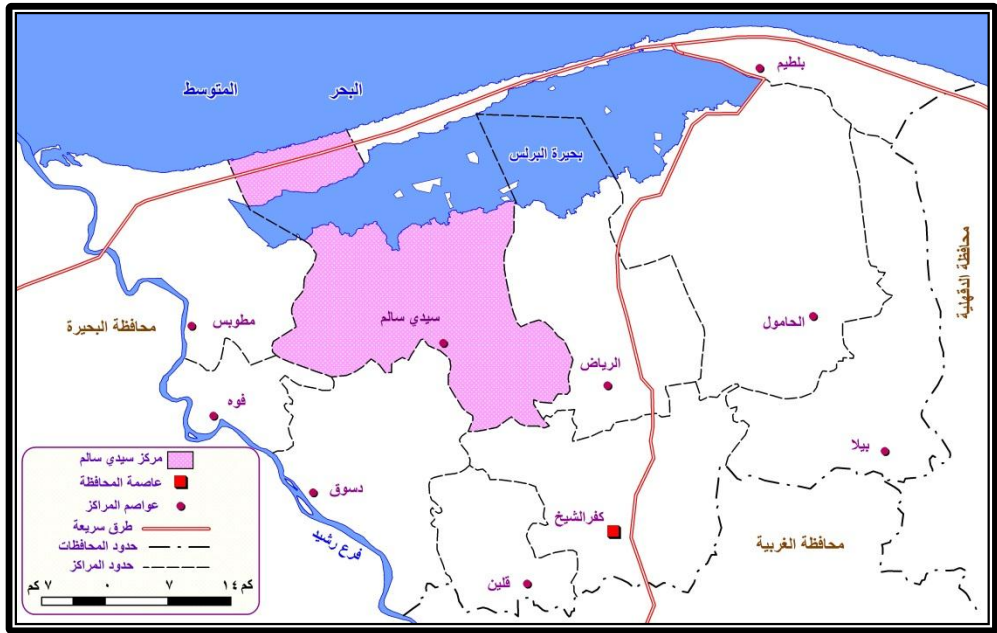 بلطيم
البحر المتوسط
بحيرة البرلس
محافظة الدقهلية
محافظة البحيرة
مطوبس
سيدي سالم
الحامول
الرياض
فوه
بيلا
دسوق
كفرالشيخ
محافظة الغربية
فرع رشيد
قلين
مركز سيدي سالم
عاصمة المحافظة
عواصم المراكز
طرق سريعة
حدود المحافظات
حدود المراكز
كم ٧ ٠ ٧ ١٤ كم